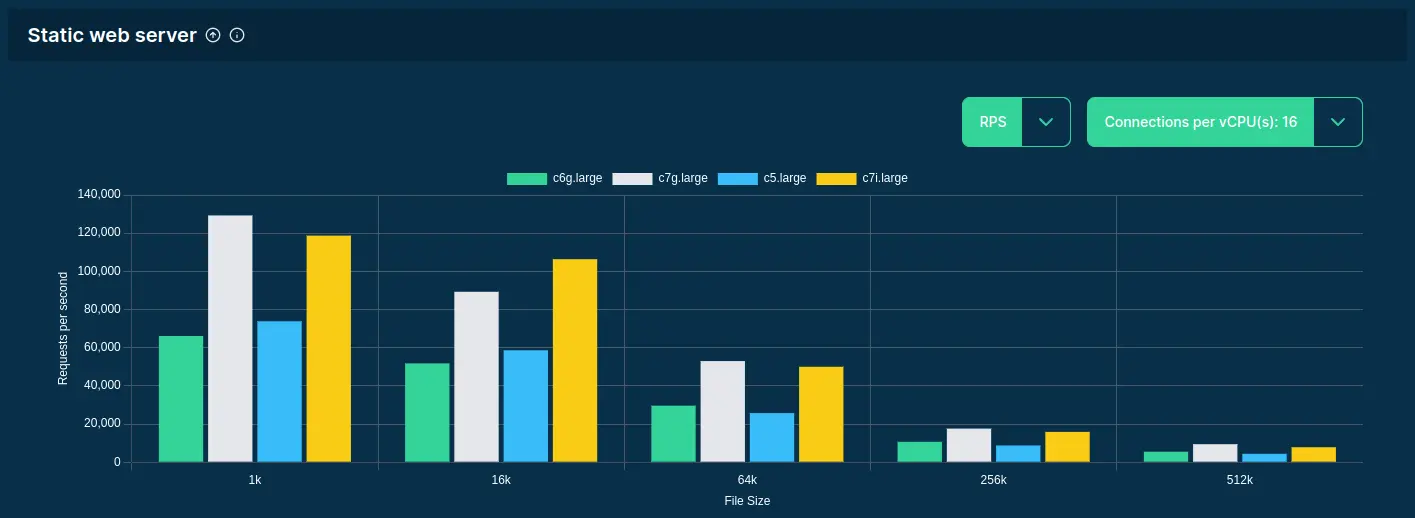 Static web server
RPS
Connections per vCPU(s): 16
c6g.large c7g.large c5.large c7i.large
140,000
120,000
100,000
80,000
60,000
40,000
20,000
0
Requests per second
1k 16k 64k 256k 512k
File Size